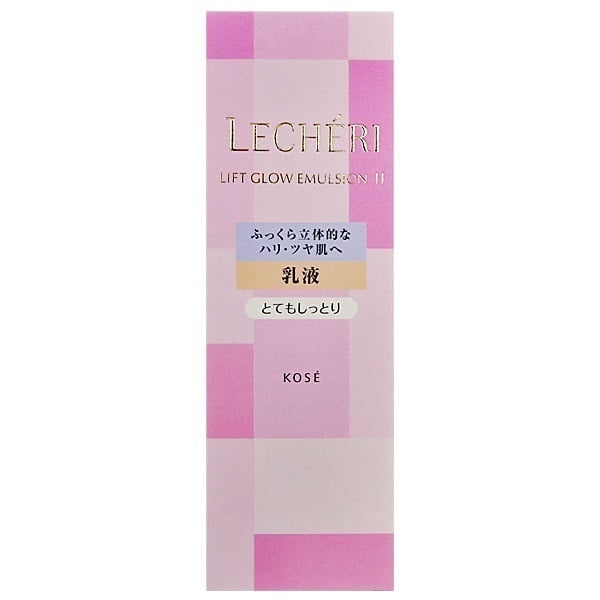 LECHÉRI
LIFT GLOW EMULSION II
ふっくら立体的な
ハリ・ツヤ肌へ
乳液
とてもしっとり
KOSÉ